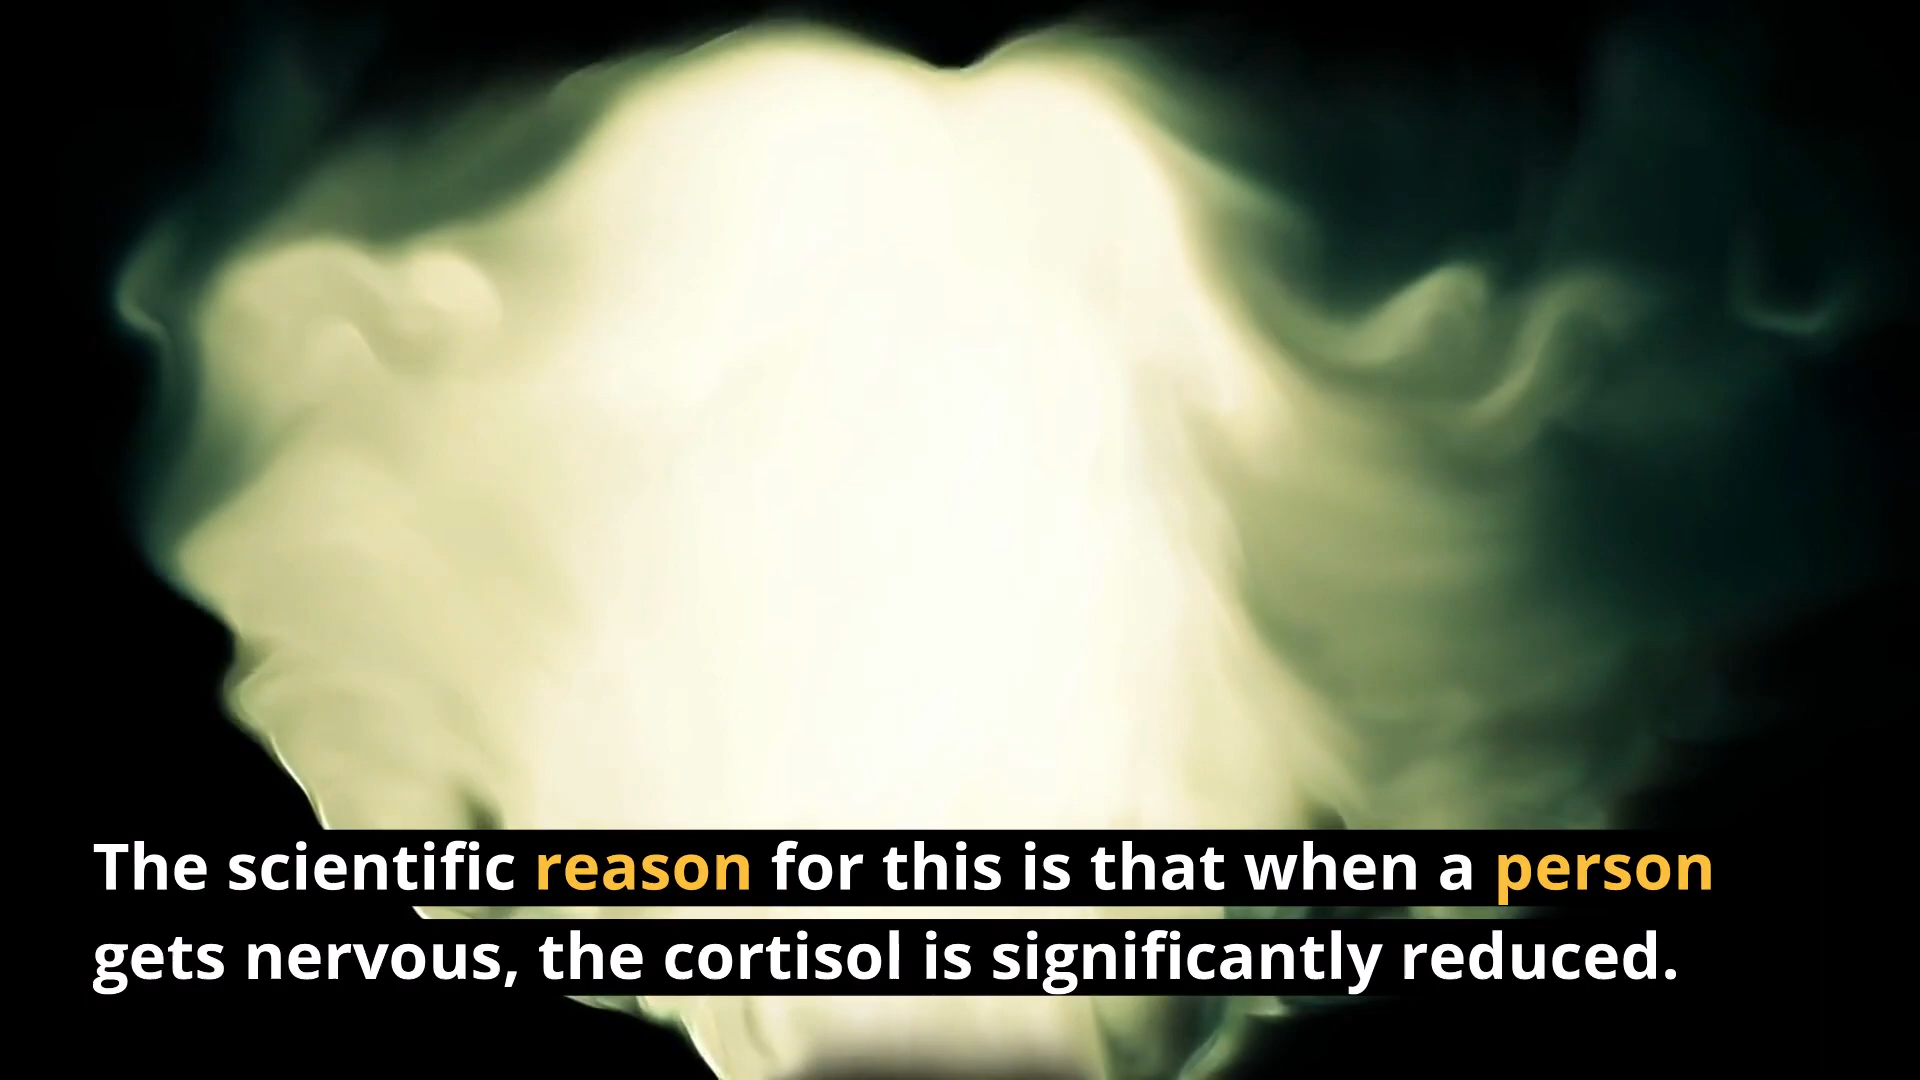 The scientific reason for this is that when a person
gets nervous, the cortisol is significantly reduced.